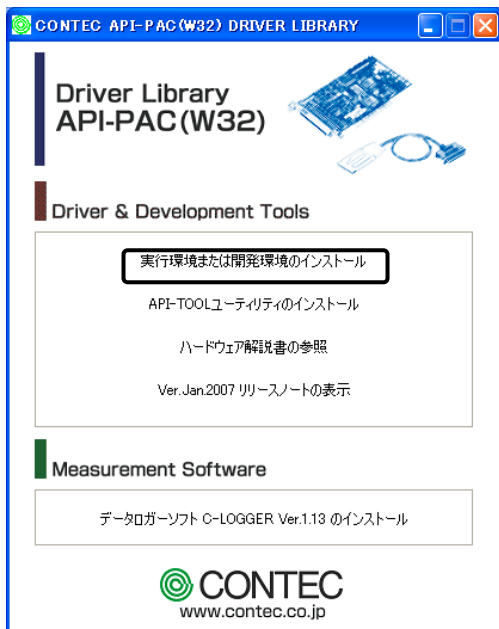 CONTEC API-PAC(W32) DRIVER LIBRARY
Driver Library
API-PAC(W32)
Driver & Development Tools
実行環境または開発環境のインストール
API-TOOLユーティリティのインストール
ハードウェア解説書の参照
Ver.Jan.2007 リリースノートの表示
Measurement Software
データロガーソフト C-LOGGER Ver.1.13 のインストール
CONTEC
www.contec.co.jp